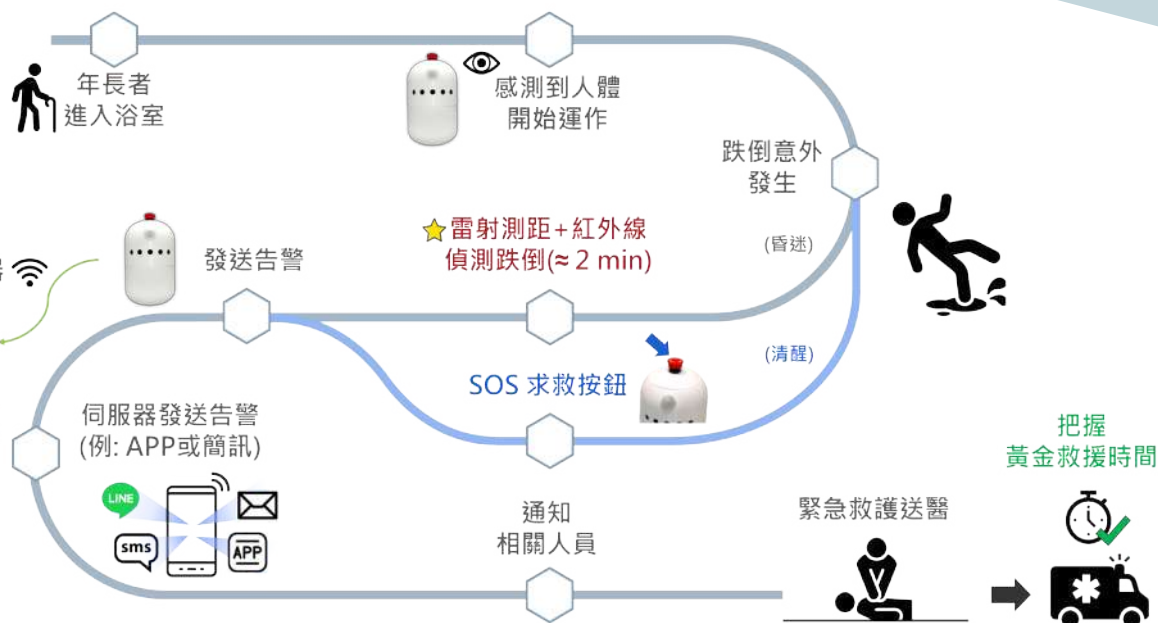 年長者
進入浴室
感測到人體
開始運作
跌倒意外
發生
(昏迷)
(清醒)
⭐雷射測距+紅外線
偵測跌倒(≈ 2 min)
SOS 求救按鈕
發送告警
伺服器發送告警
(例: APP或簡訊)
LINE
sms
APP
通知
相關人員
緊急救護送醫
把握
黃金救援時間